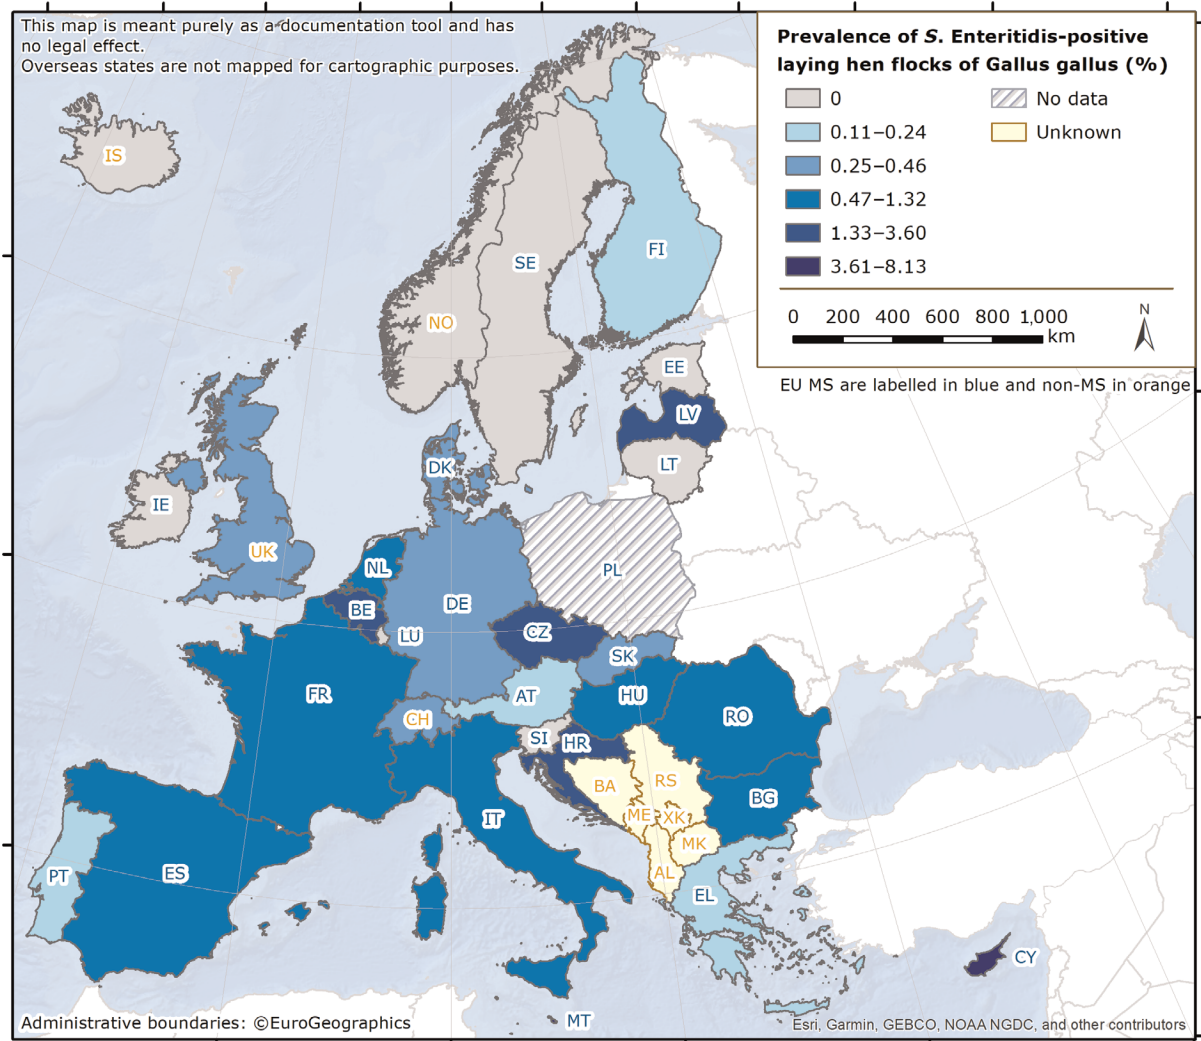 This map is meant purely as a documentation tool and has
no legal effect.
Overseas states are not mapped for cartographic purposes.
Prevalence of S. Enteritidis-positive
laying hen flocks of Gallus gallus (%)
0
No data
0.11–0.24
Unknown
0.25–0.46
0.47–1.32
1.33–3.60
3.61–8.13
0 200 400 600 800 1,000
km
N
EU MS are labelled in blue and non-MS in orange
IS
FI
SE
NO
EE
LV
LT
DK
IE
UK
NL
PL
DE
BE
CZ
LU
SK
AT
FR
HU
CH
RO
SI
HR
BA
RS
BG
ME
XK
IT
MK
PT
ES
AL
EL
CY
MT
Administrative boundaries: ©EuroGeographics
Esri, Garmin, GEBCO, NOAA NGDC, and other contributors